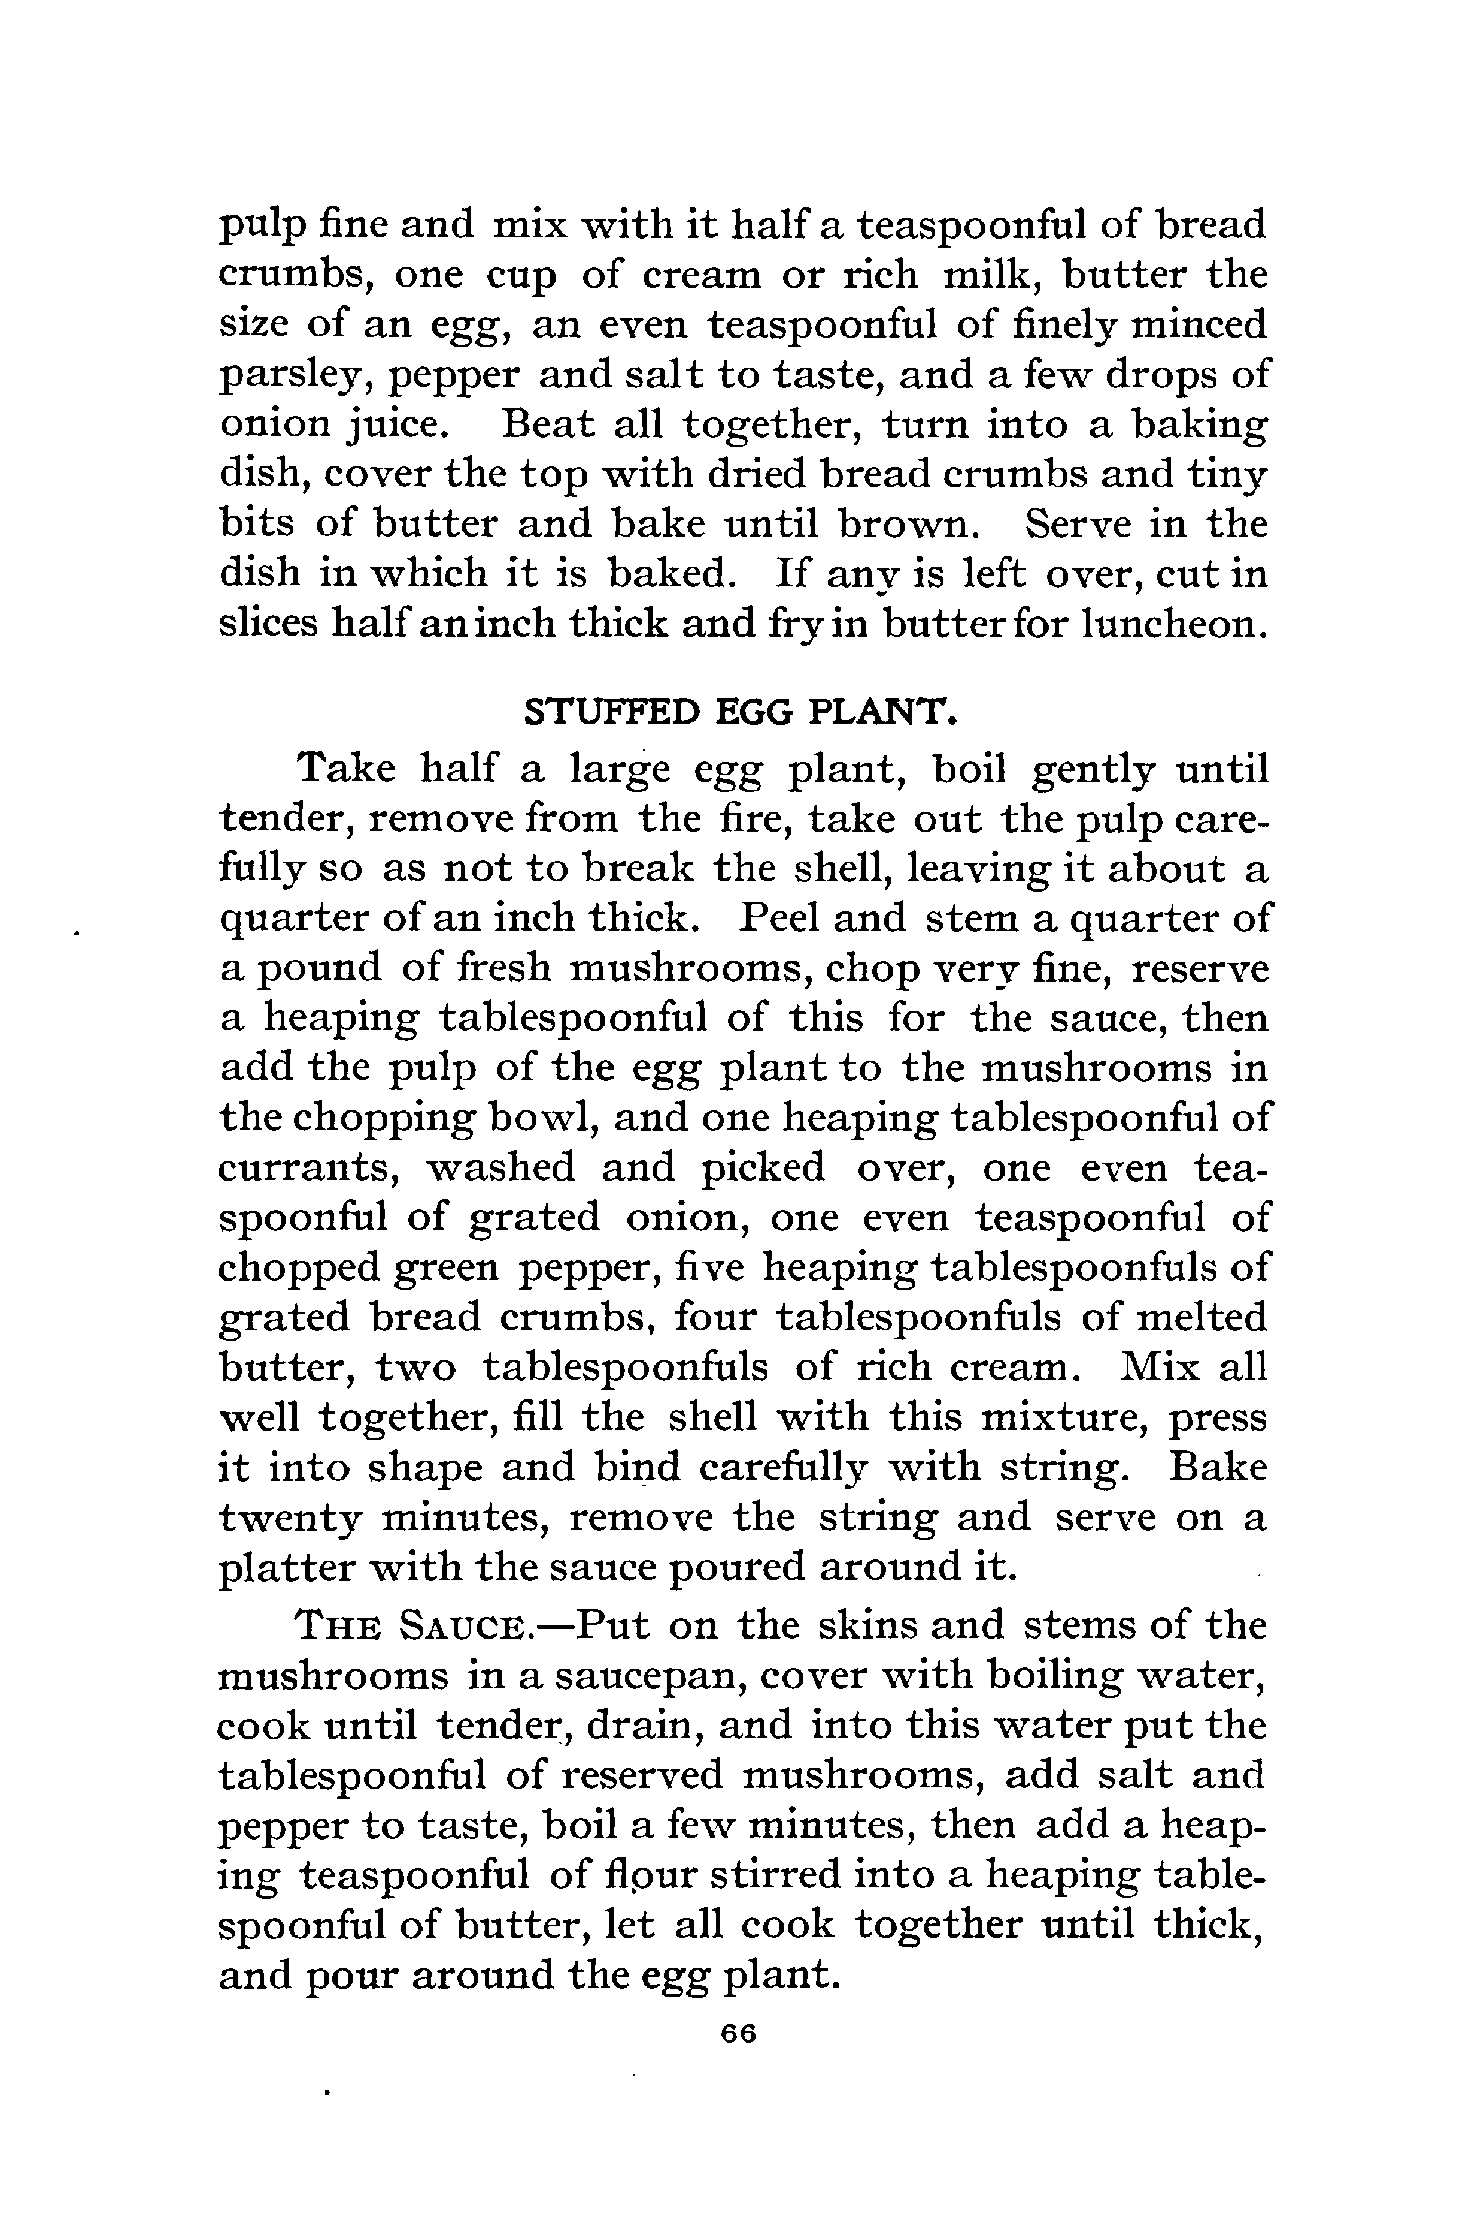 pulp fine and mix with it half a teaspoonful of bread
crumbs, one cup of cream or rich milk, butter the
size of an egg, an even teaspoonful of finely minced
parsley, pepper and salt to taste, and a few drops of
onion juice. Beat all together, turn into a baking
dish, cover the top with dried bread crumbs and tiny
bits of butter and bake until brown. Serve in the
dish in which it is baked. If any is left over, cut in
slices half an inch thick and fry in butter for luncheon.
STUFFED EGG PLANT.
Take half a large egg plant, boil gently until
tender, remove from the fire, take out the pulp care-
fully so as not to break the shell, leaving it about a
quarter of an inch thick. Peel and stem a quarter of
a pound of fresh mushrooms, chop very fine, reserve
a heaping tablespoonful of this for the sauce, then
add the pulp of the egg plant to the mushrooms in
the chopping bowl, and one heaping tablespoonful of
currants, washed and picked over, one even tea-
spoonful of grated onion, one even teaspoonful of
chopped green pepper, five heaping tablespoonfuls of
grated bread crumbs, four tablespoonfuls of melted
butter, two tablespoonfuls of rich cream. Mix all
well together, fill the shell with this mixture, press
it into shape and bind carefully with string. Bake
twenty minutes, remove the string and serve on a
platter with the sauce poured around it.
THE SAUCE.—Put on the skins and stems of the
mushrooms in a saucepan, cover with boiling water,
cook until tender, drain, and into this water put the
tablespoonful of reserved mushrooms, add salt and
pepper to taste, boil a few minutes, then add a heap-
ing teaspoonful of flour stirred into a heaping table-
spoonful of butter, let all cook together until thick,
and pour around the egg plant.
66